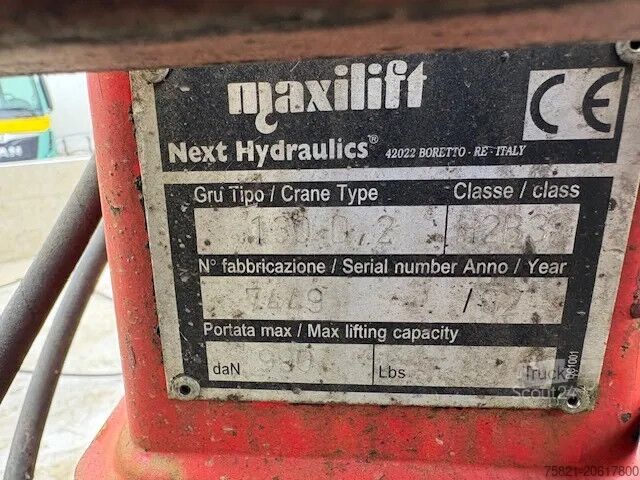 maxilift
CE
Next Hydraulics® 42022 BORETTO - RE - ITALY
Gru Tipo / Crane Type Classe / class
N° fabbricazione / Serial number Anno / Year
7449
Portata max / Max lifting capacity
daN Lbs
Truck
Scout24
75821-20617800